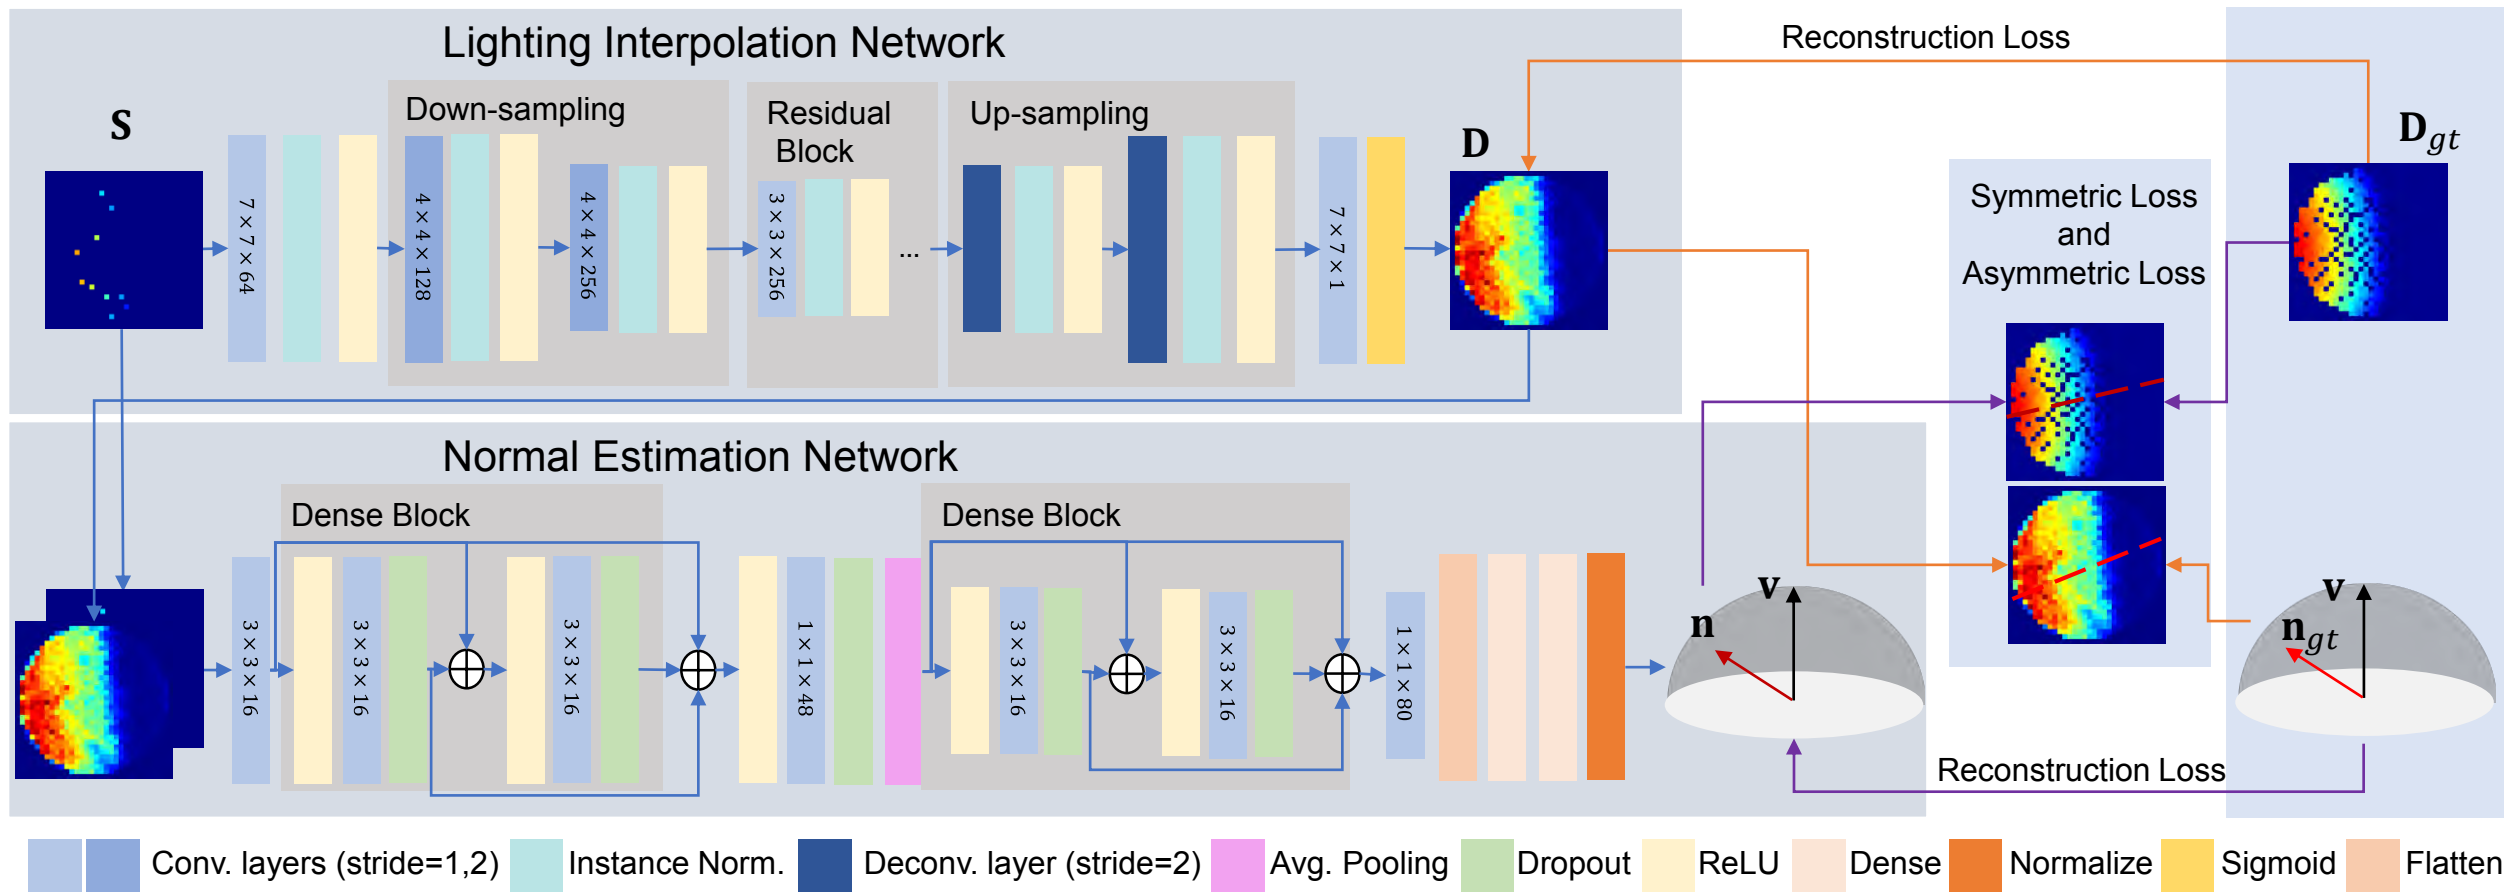 Lighting Interpolation Network
Reconstruction Loss
Down-sampling
Residual
Block
Up-sampling
S
D
D_gt
7×7×64
4×4×128
4×4×256
3×3×256
...
7×7×1
Symmetric Loss
and
Asymmetric Loss
Normal Estimation Network
Dense Block
Dense Block
3×3×16
3×3×16
3×3×16
1×1×48
3×3×16
3×3×16
1×1×80
v
n
v
n_gt
Reconstruction Loss
Conv. layers (stride=1,2)
Instance Norm.
Deconv. layer (stride=2)
Avg. Pooling
Dropout
ReLU
Dense
Normalize
Sigmoid
Flatten